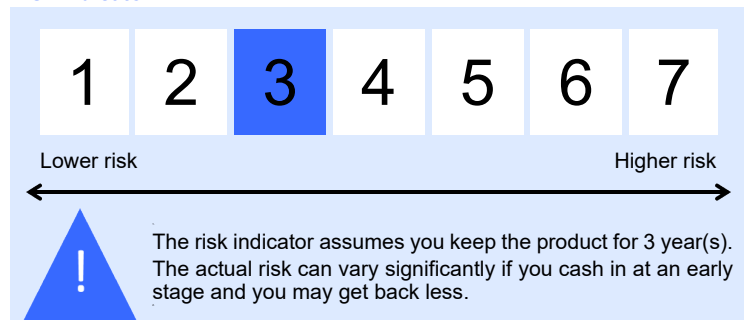 1 2 3 4 5 6 7
Lower risk Higher risk
!
The risk indicator assumes you keep the product for 3 year(s).
The actual risk can vary significantly if you cash in at an early
stage and you may get back less.